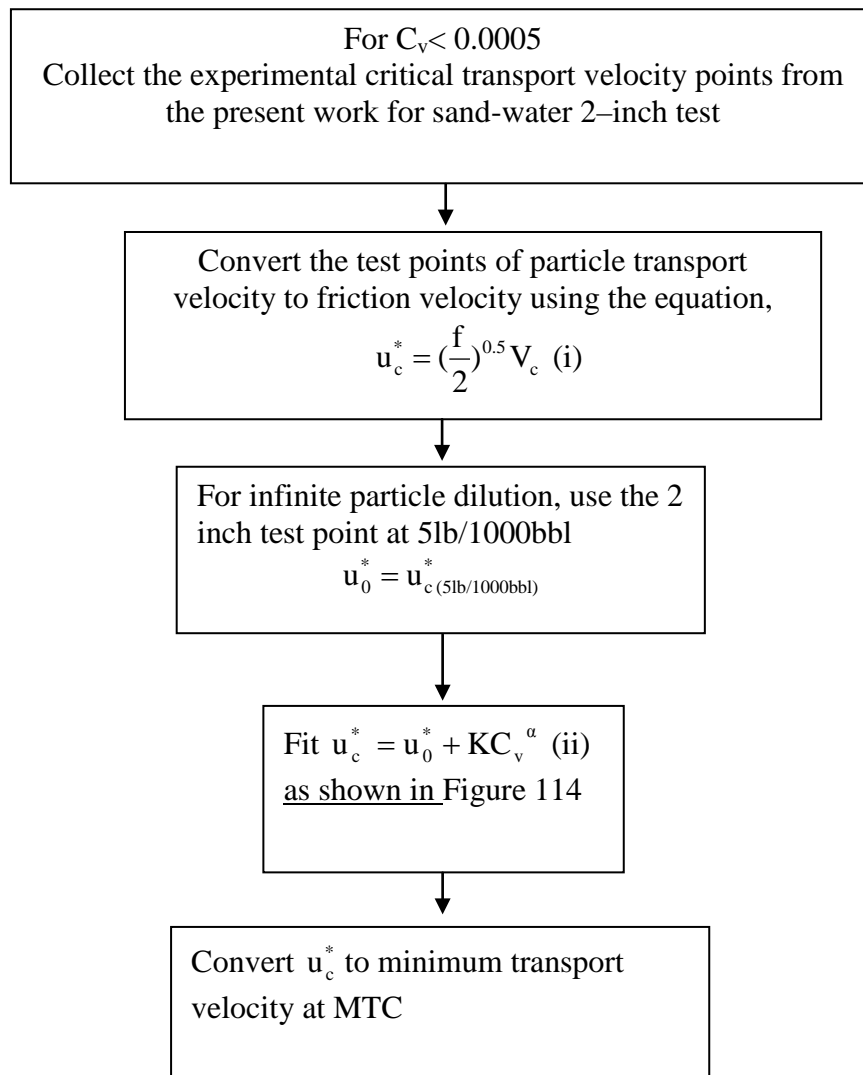 For Cᵥ< 0.0005
Collect the experimental critical transport velocity points from
the present work for sand-water 2–inch test
Convert the test points of particle transport
velocity to friction velocity using the equation,
u_c^* = (f/2)^0.5 V_c (i)
For infinite particle dilution, use the 2
inch test point at 5lb/1000bbl
u_0^* = u_c^*(5lb/1000bbl)
Fit u_c^* = u_0^* + KC_v^α (ii)
as shown in Figure 114
Convert u_c^* to minimum transport
velocity at MTC